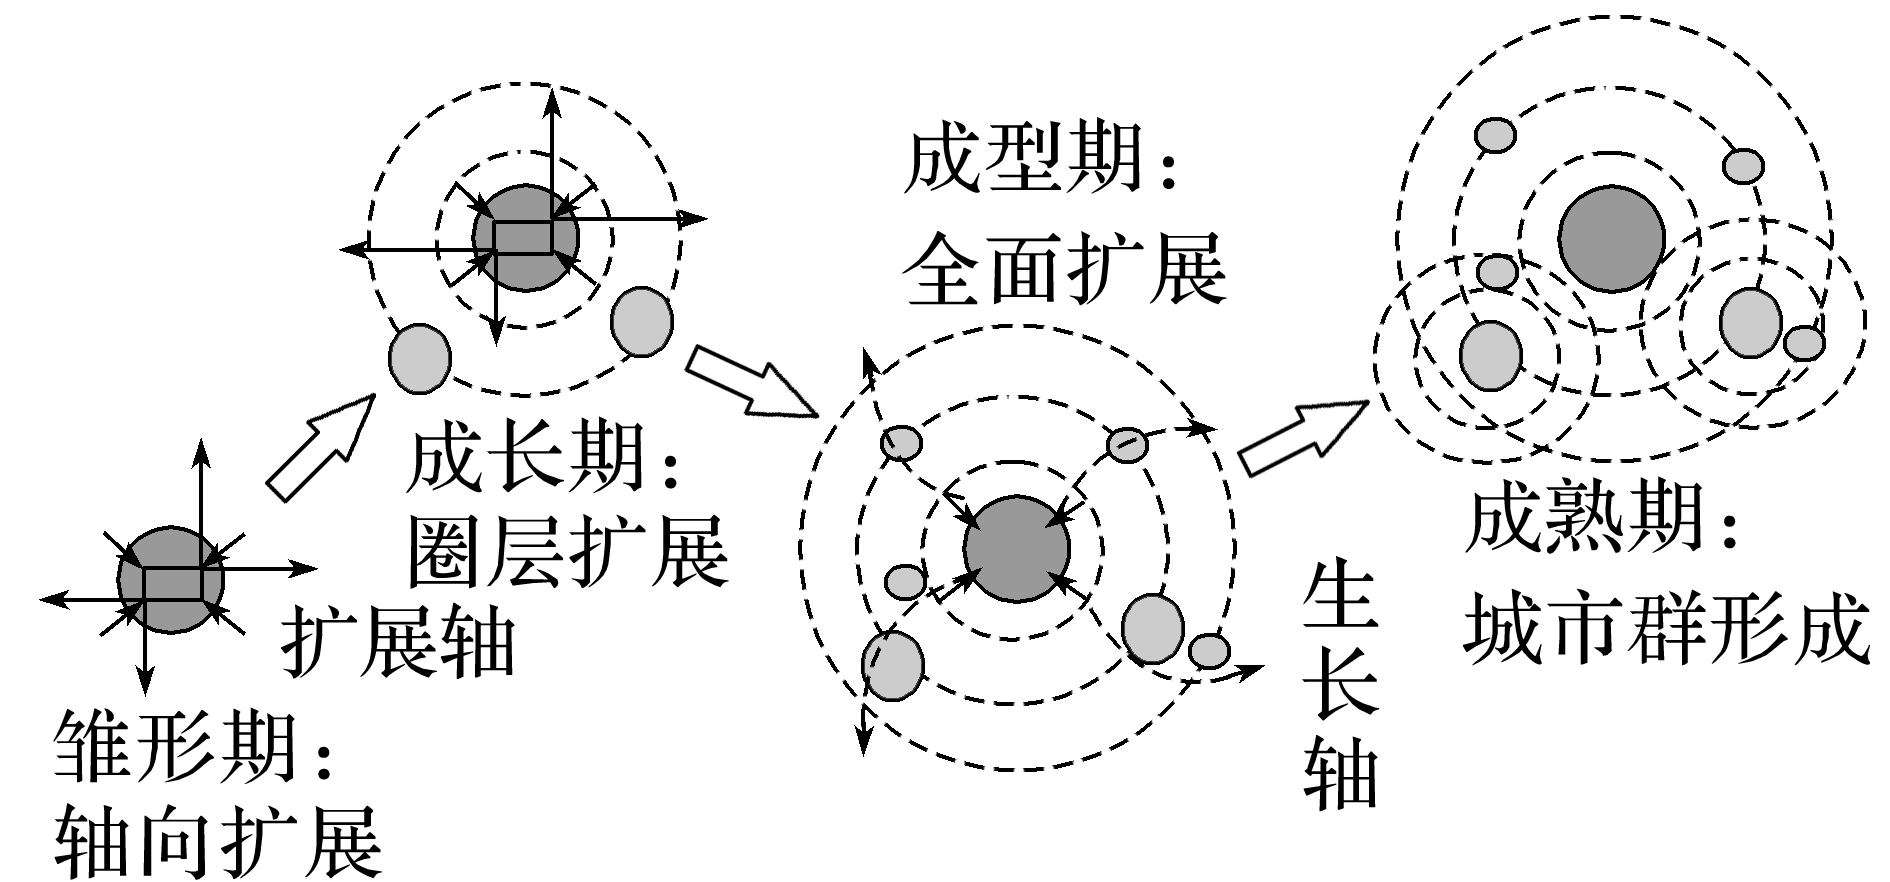 成型期：
全面扩展
成长期：
圈层扩展
扩展轴
雏形期：
轴向扩展
生长轴
成熟期：
城市群形成